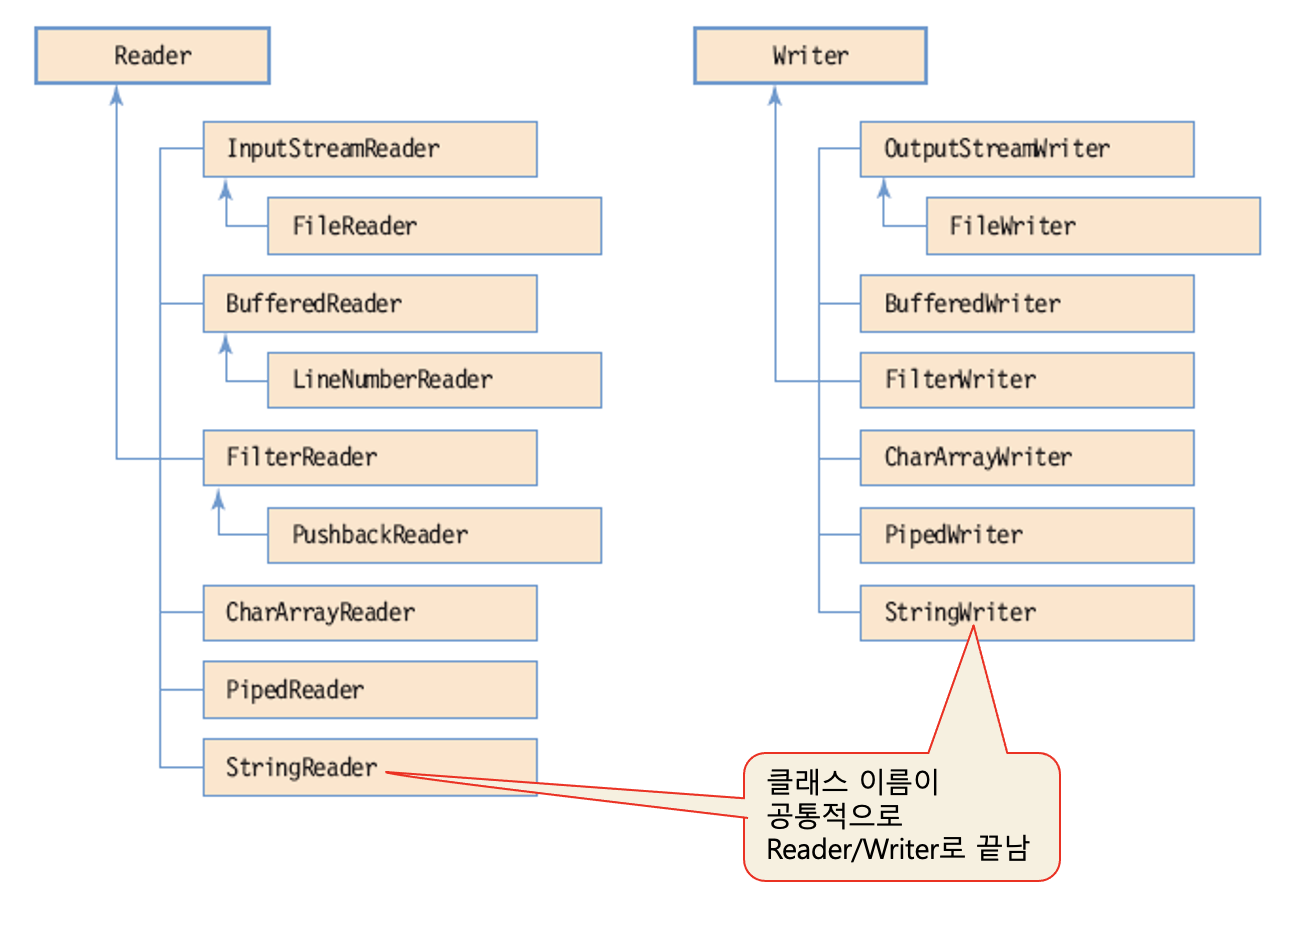 Reader
InputStreamReader
FileReader
BufferedReader
LineNumberReader
FilterReader
PushbackReader
CharArrayReader
PipedReader
StringReader
Writer
OutputStreamWriter
FileWriter
BufferedWriter
FilterWriter
CharArrayWriter
PipedWriter
StringWriter
클래스 이름이
공통적으로
Reader/Writer로 끝남